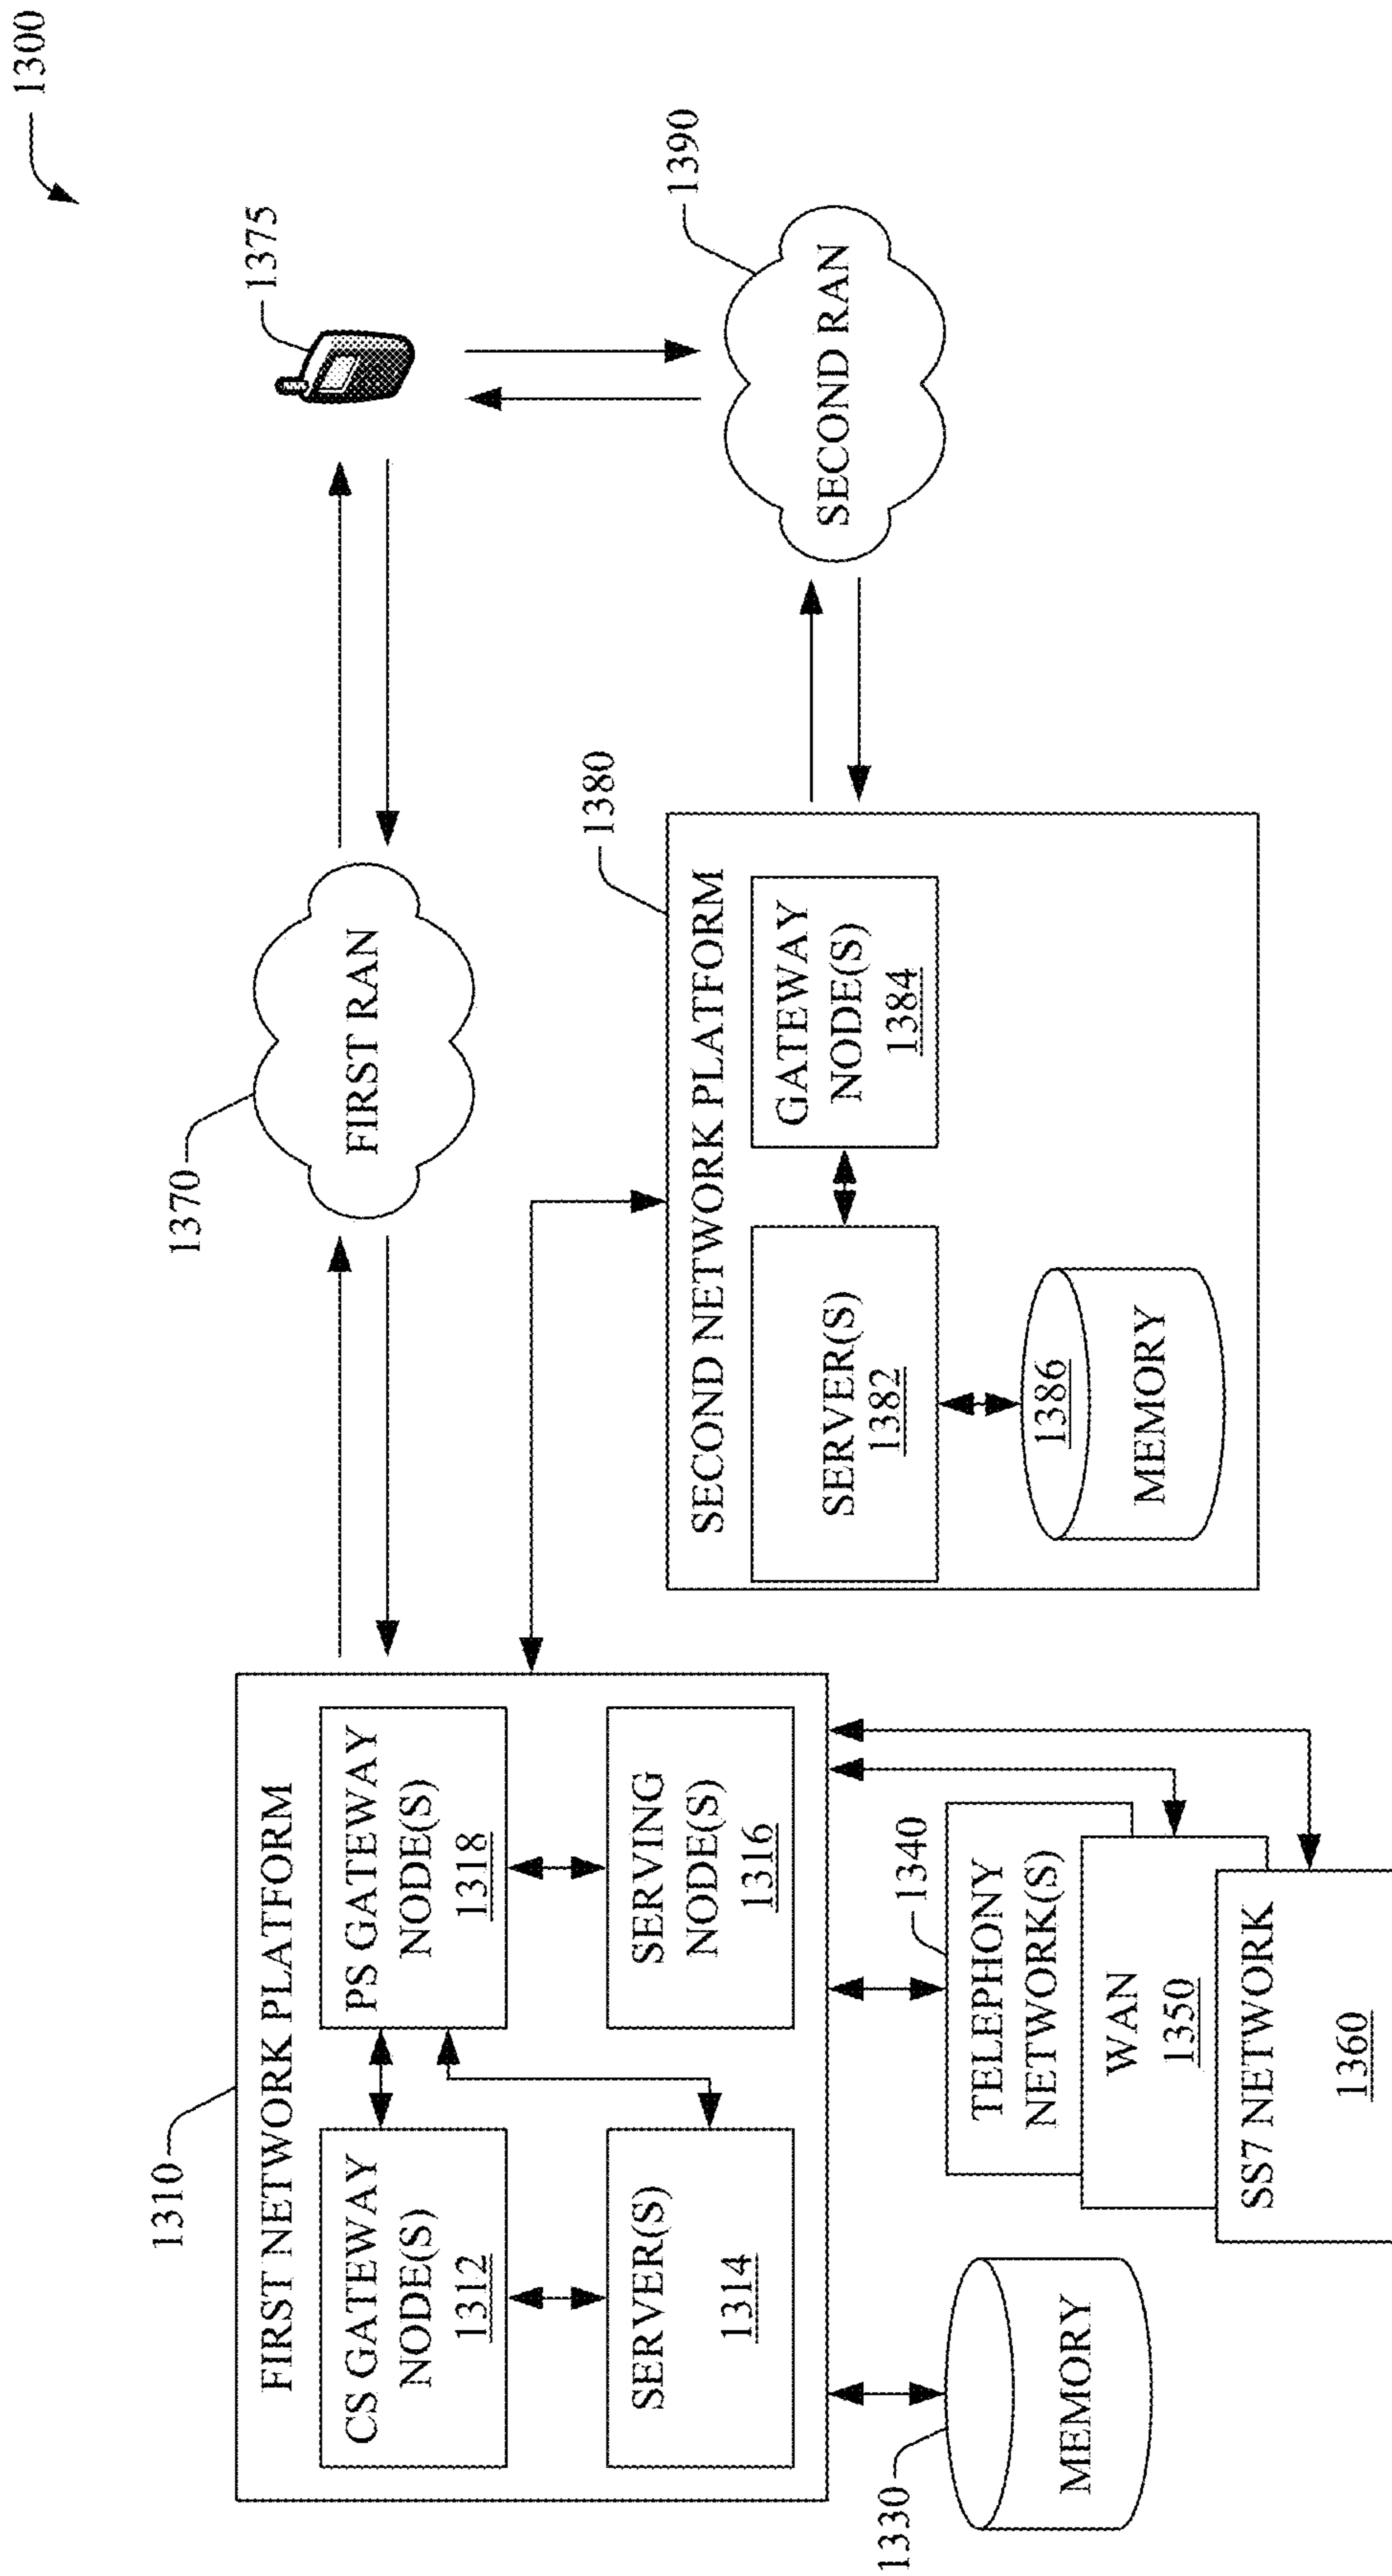 1300
1375
1370
FIRST RAN
1390
SECOND RAN
1310
FIRST NETWORK PLATFORM
CS GATEWAY
NODE(S)
1312
PS GATEWAY
NODE(S)
1318
SERVER(S)
1314
SERVING
NODE(S)
1316
1380
SECOND NETWORK PLATFORM
SERVER(S)
1382
GATEWAY
NODE(S)
1384
1386
MEMORY
1330
MEMORY
1340
TELEPHONY
NETWORK(S)
WAN
1350
SS7 NETWORK
1360